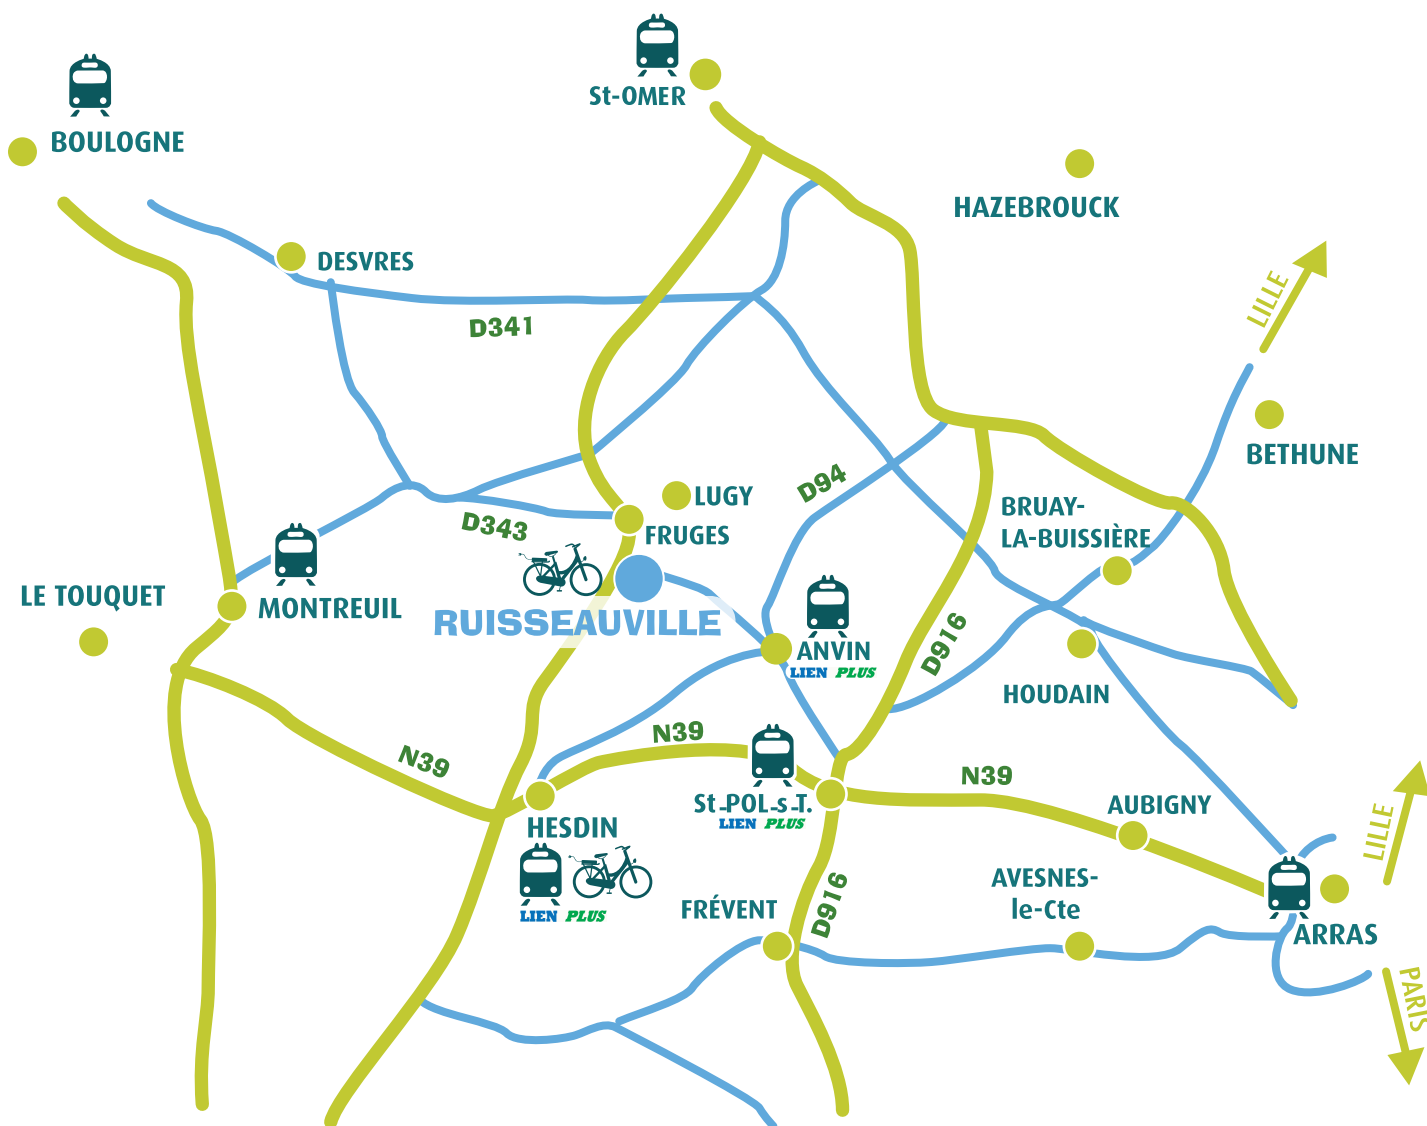 St-OMER
BOULOGNE
HAZEBROUCK
DESVRES
LILLE
D341
BETHUNE
D94
LUGY
BRUAY-
LA-BUISSIÈRE
D343
FRUGES
LE TOUQUET
MONTREUIL
RUISSEAUVILLE
ANVIN
LIEN PLUS
D916
HOUDAIN
N39
N39
N39
St-POL-s-T.
LIEN PLUS
AUBIGNY
HESDIN
LIEN PLUS
LILLE
AVESNES-
le-Cte
FRÉVENT
D916
ARRAS
PARIS